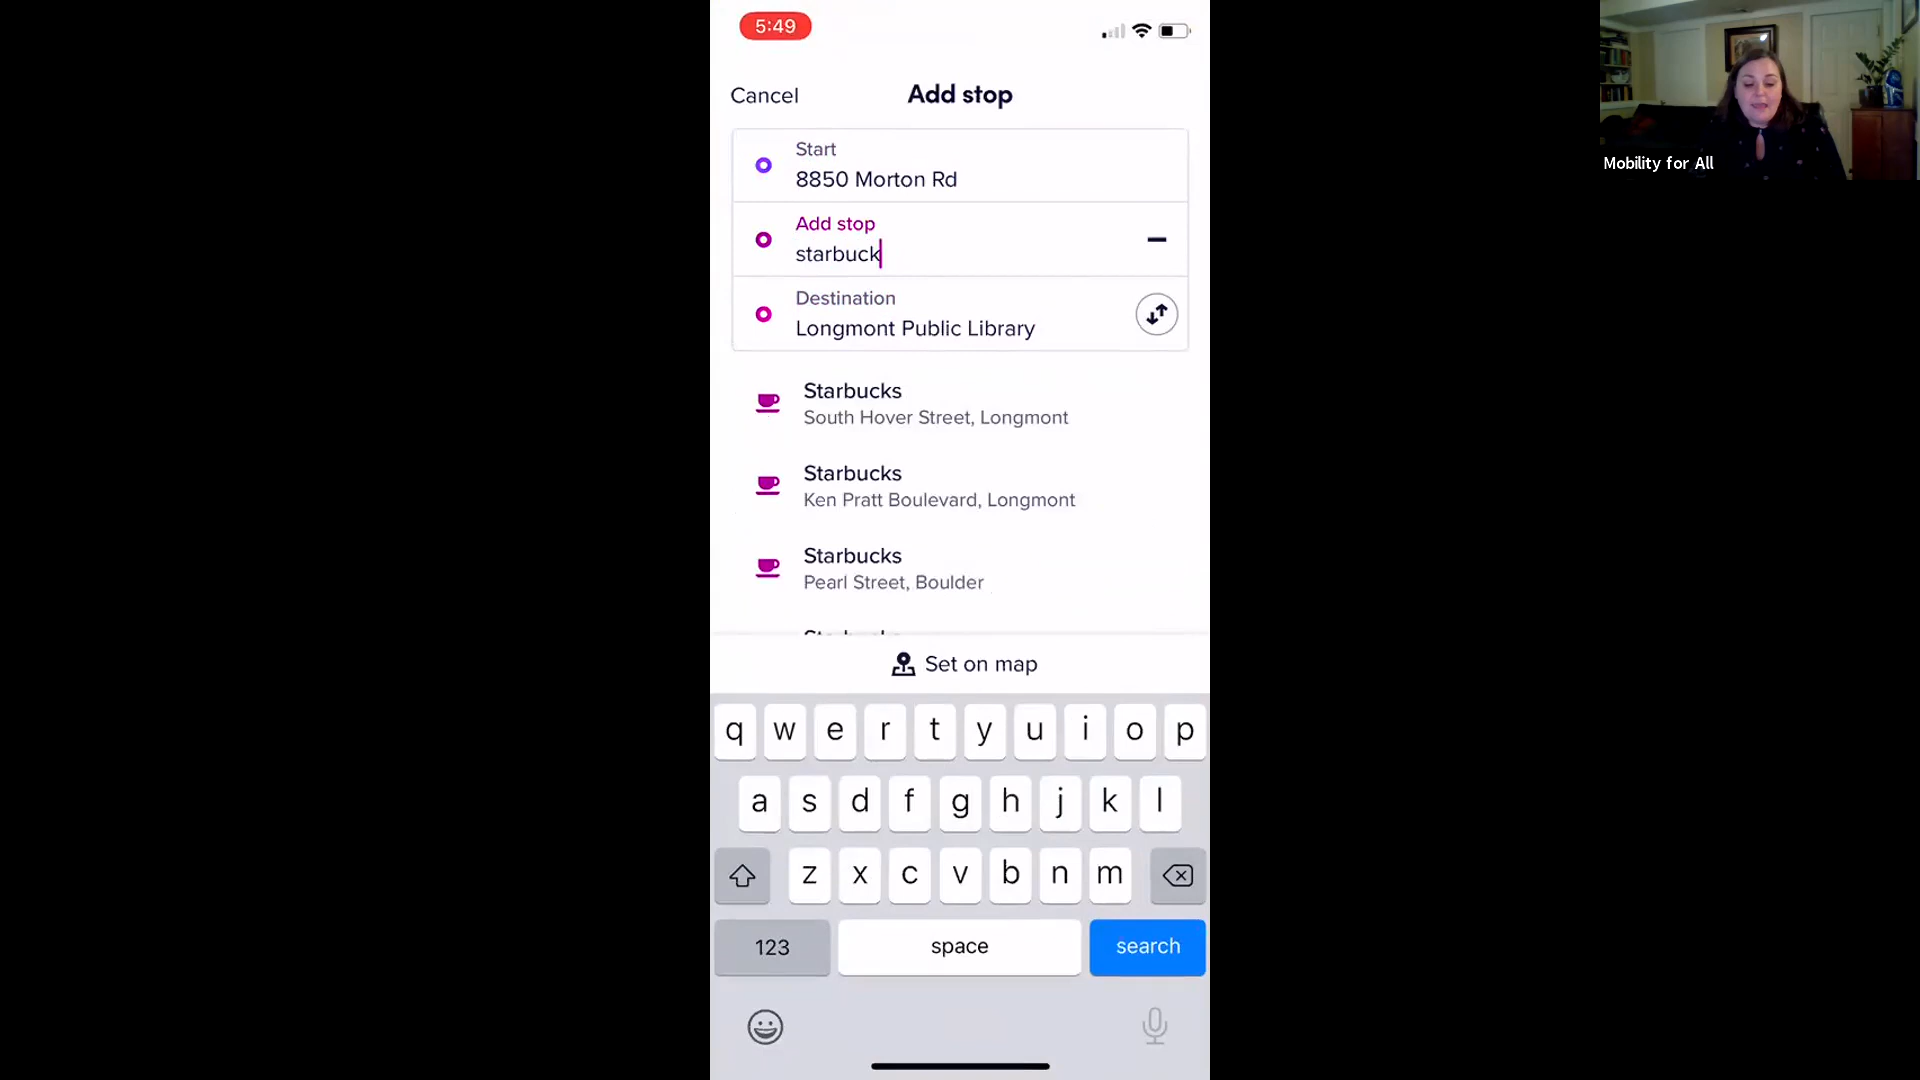 5:49
Cancel
Add stop
Start
8850 Morton Rd
Add stop
starbuck
Destination
Longmont Public Library
Starbucks
South Hover Street, Longmont
Starbucks
Ken Pratt Boulevard, Longmont
Starbucks
Pearl Street, Boulder
Set on map
q w e r t y u i o p
a s d f g h j k l
z x c v b n m
123 space search
Mobility for All